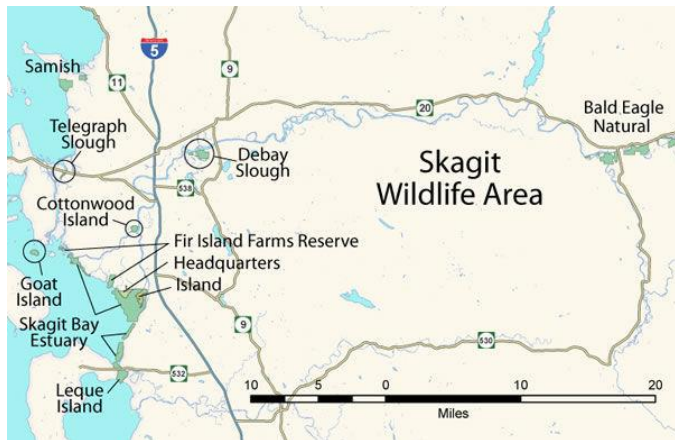 5
Samish
11
9
20
Bald Eagle
Natural
Telegraph
Slough
Debay
Slough
Skagit
Wildlife Area
538
Cottonwood
Island
Fir Island Farms Reserve
Headquarters
Island
Goat
Island
Skagit Bay
Estuary
9
530
532
Leque
Island
10 5 0 10 20
Miles